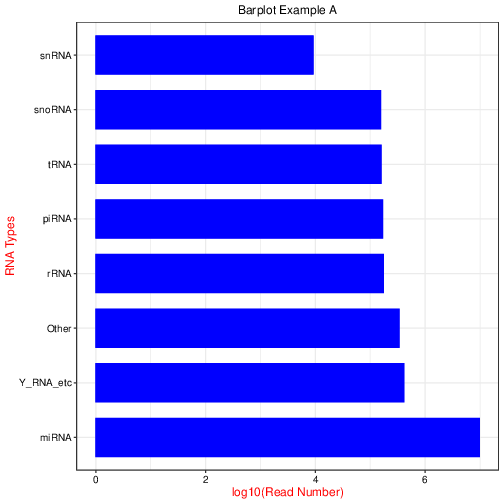 Barplot Example A
snRNA
snoRNA
tRNA
piRNA
rRNA
Other
Y_RNA_etc
miRNA
RNA Types
0 2 4 6
log10(Read Number)